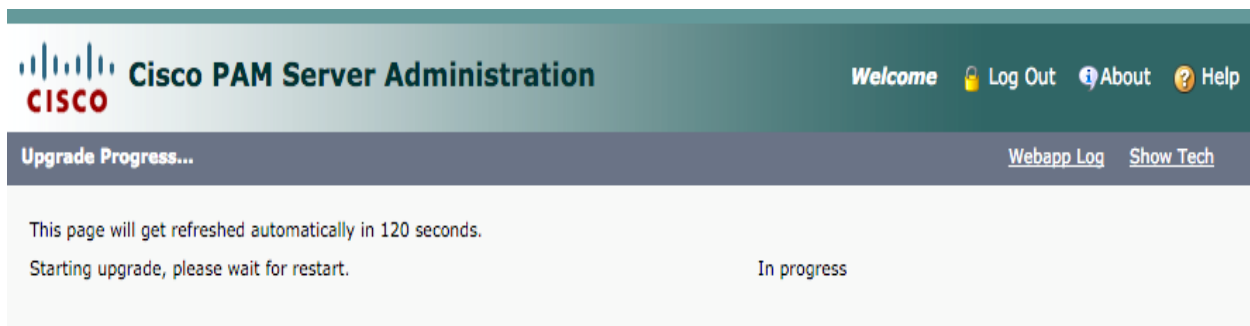 CISCO Cisco PAM Server Administration Welcome Log Out About Help
Upgrade Progress... Webapp Log Show Tech
This page will get refreshed automatically in 120 seconds.
Starting upgrade, please wait for restart. In progress